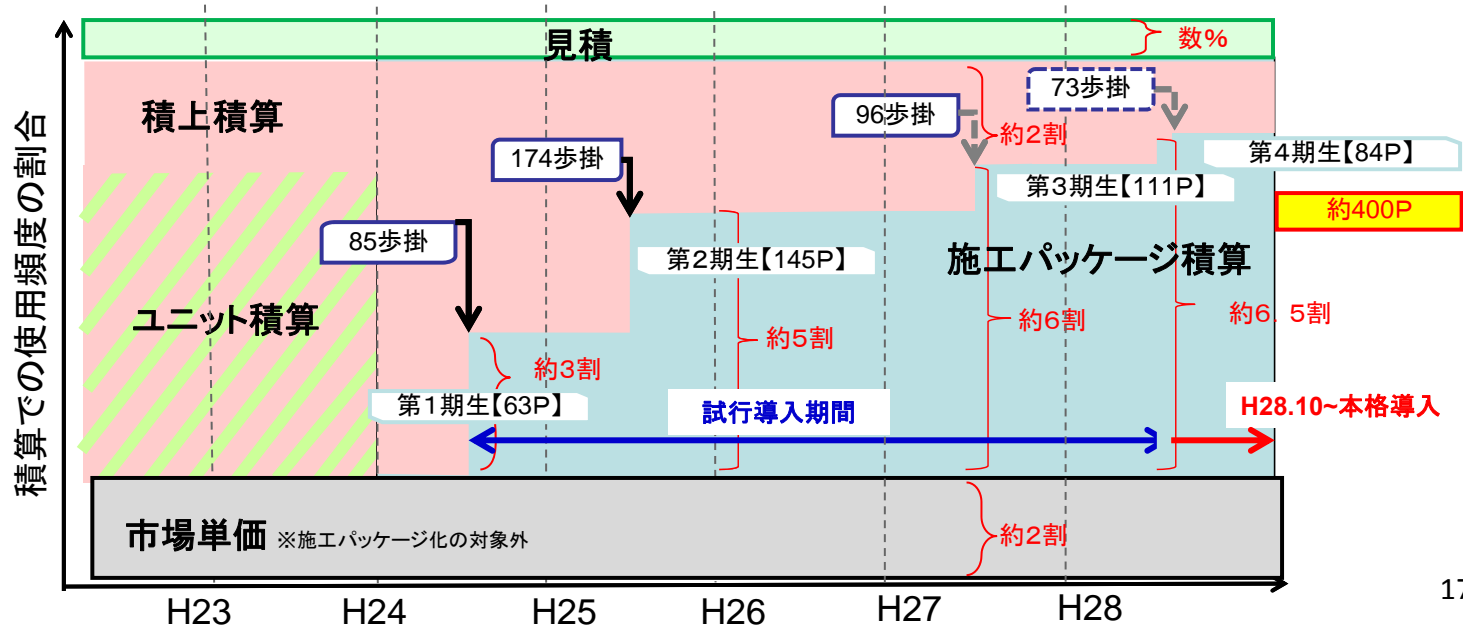 積算での使用頻度の割合
見積
数％
積上積算
73歩掛
96歩掛
約2割
174歩掛
第4期生【84P】
第3期生【111P】
約400P
85歩掛
第2期生【145P】
施工パッケージ積算
ユニット積算
約5割
約6割
約6．5割
約3割
第1期生【63P】
試行導入期間
H28.10~本格導入
市場単価 ※施工パッケージ化の対象外
約2割
H23
H24
H25
H26
H27
H28
17